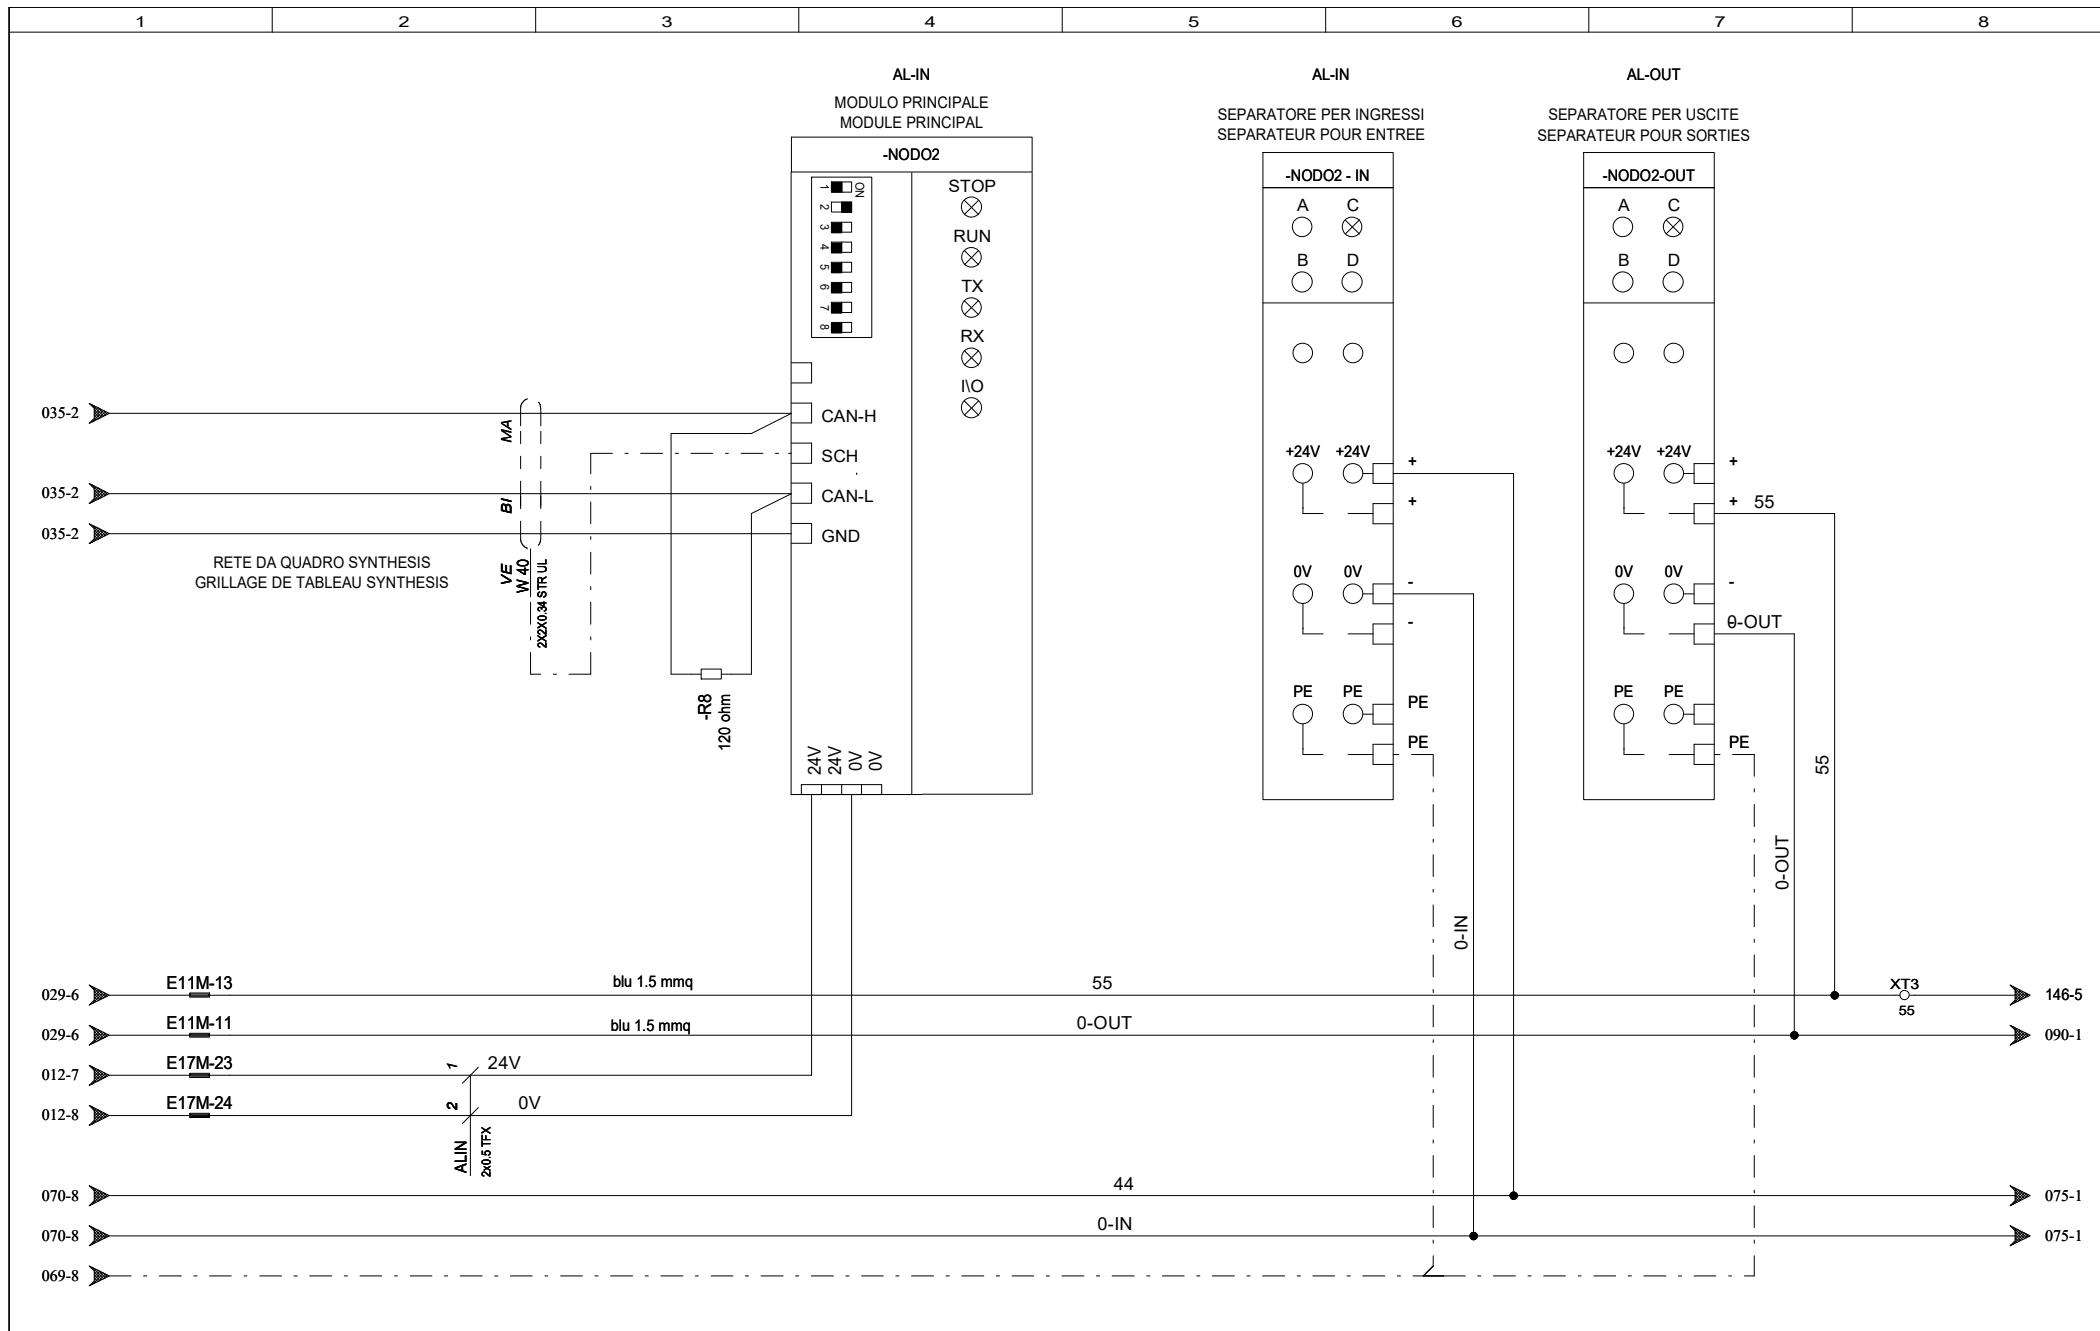 1 2 3 4 5 6 7 8
AL-IN AL-IN AL-OUT
MODULO PRINCIPALE
MODULE PRINCIPAL
SEPARATORE PER INGRESSI
SEPARATEUR POUR ENTREE
SEPARATORE PER USCITE
SEPARATEUR POUR SORTIES
-NODO2
1 ON
2
3
4
5
6
7
8
STOP
RUN
TX
RX
I\O
CAN-H
SCH
CAN-L
GND
24V
24V
0V
0V
-NODO2 - IN
A C
B D
+24V +24V +
+
0V 0V -
-
PE PE PE
PE
-NODO2-OUT
A C
B D
+24V +24V +
+ 55
0V 0V -
0-OUT
PE PE
PE
035-2
035-2
035-2
MA
BI
VE
W 40
2X2X0.34 STR UL
RETE DA QUADRO SYNTHESIS
GRILLAGE DE TABLEAU SYNTHESIS
-R8
120 ohm
55
0-OUT
0-IN
029-6 E11M-13 blu 1.5 mmq 55 XT3 146-5
55
029-6 E11M-11 blu 1.5 mmq 0-OUT 090-1
012-7 E17M-23 1 24V
012-8 E17M-24 2 0V
ALIN
2x0.5 TFX
070-8 44 075-1
070-8 0-IN 075-1
069-8